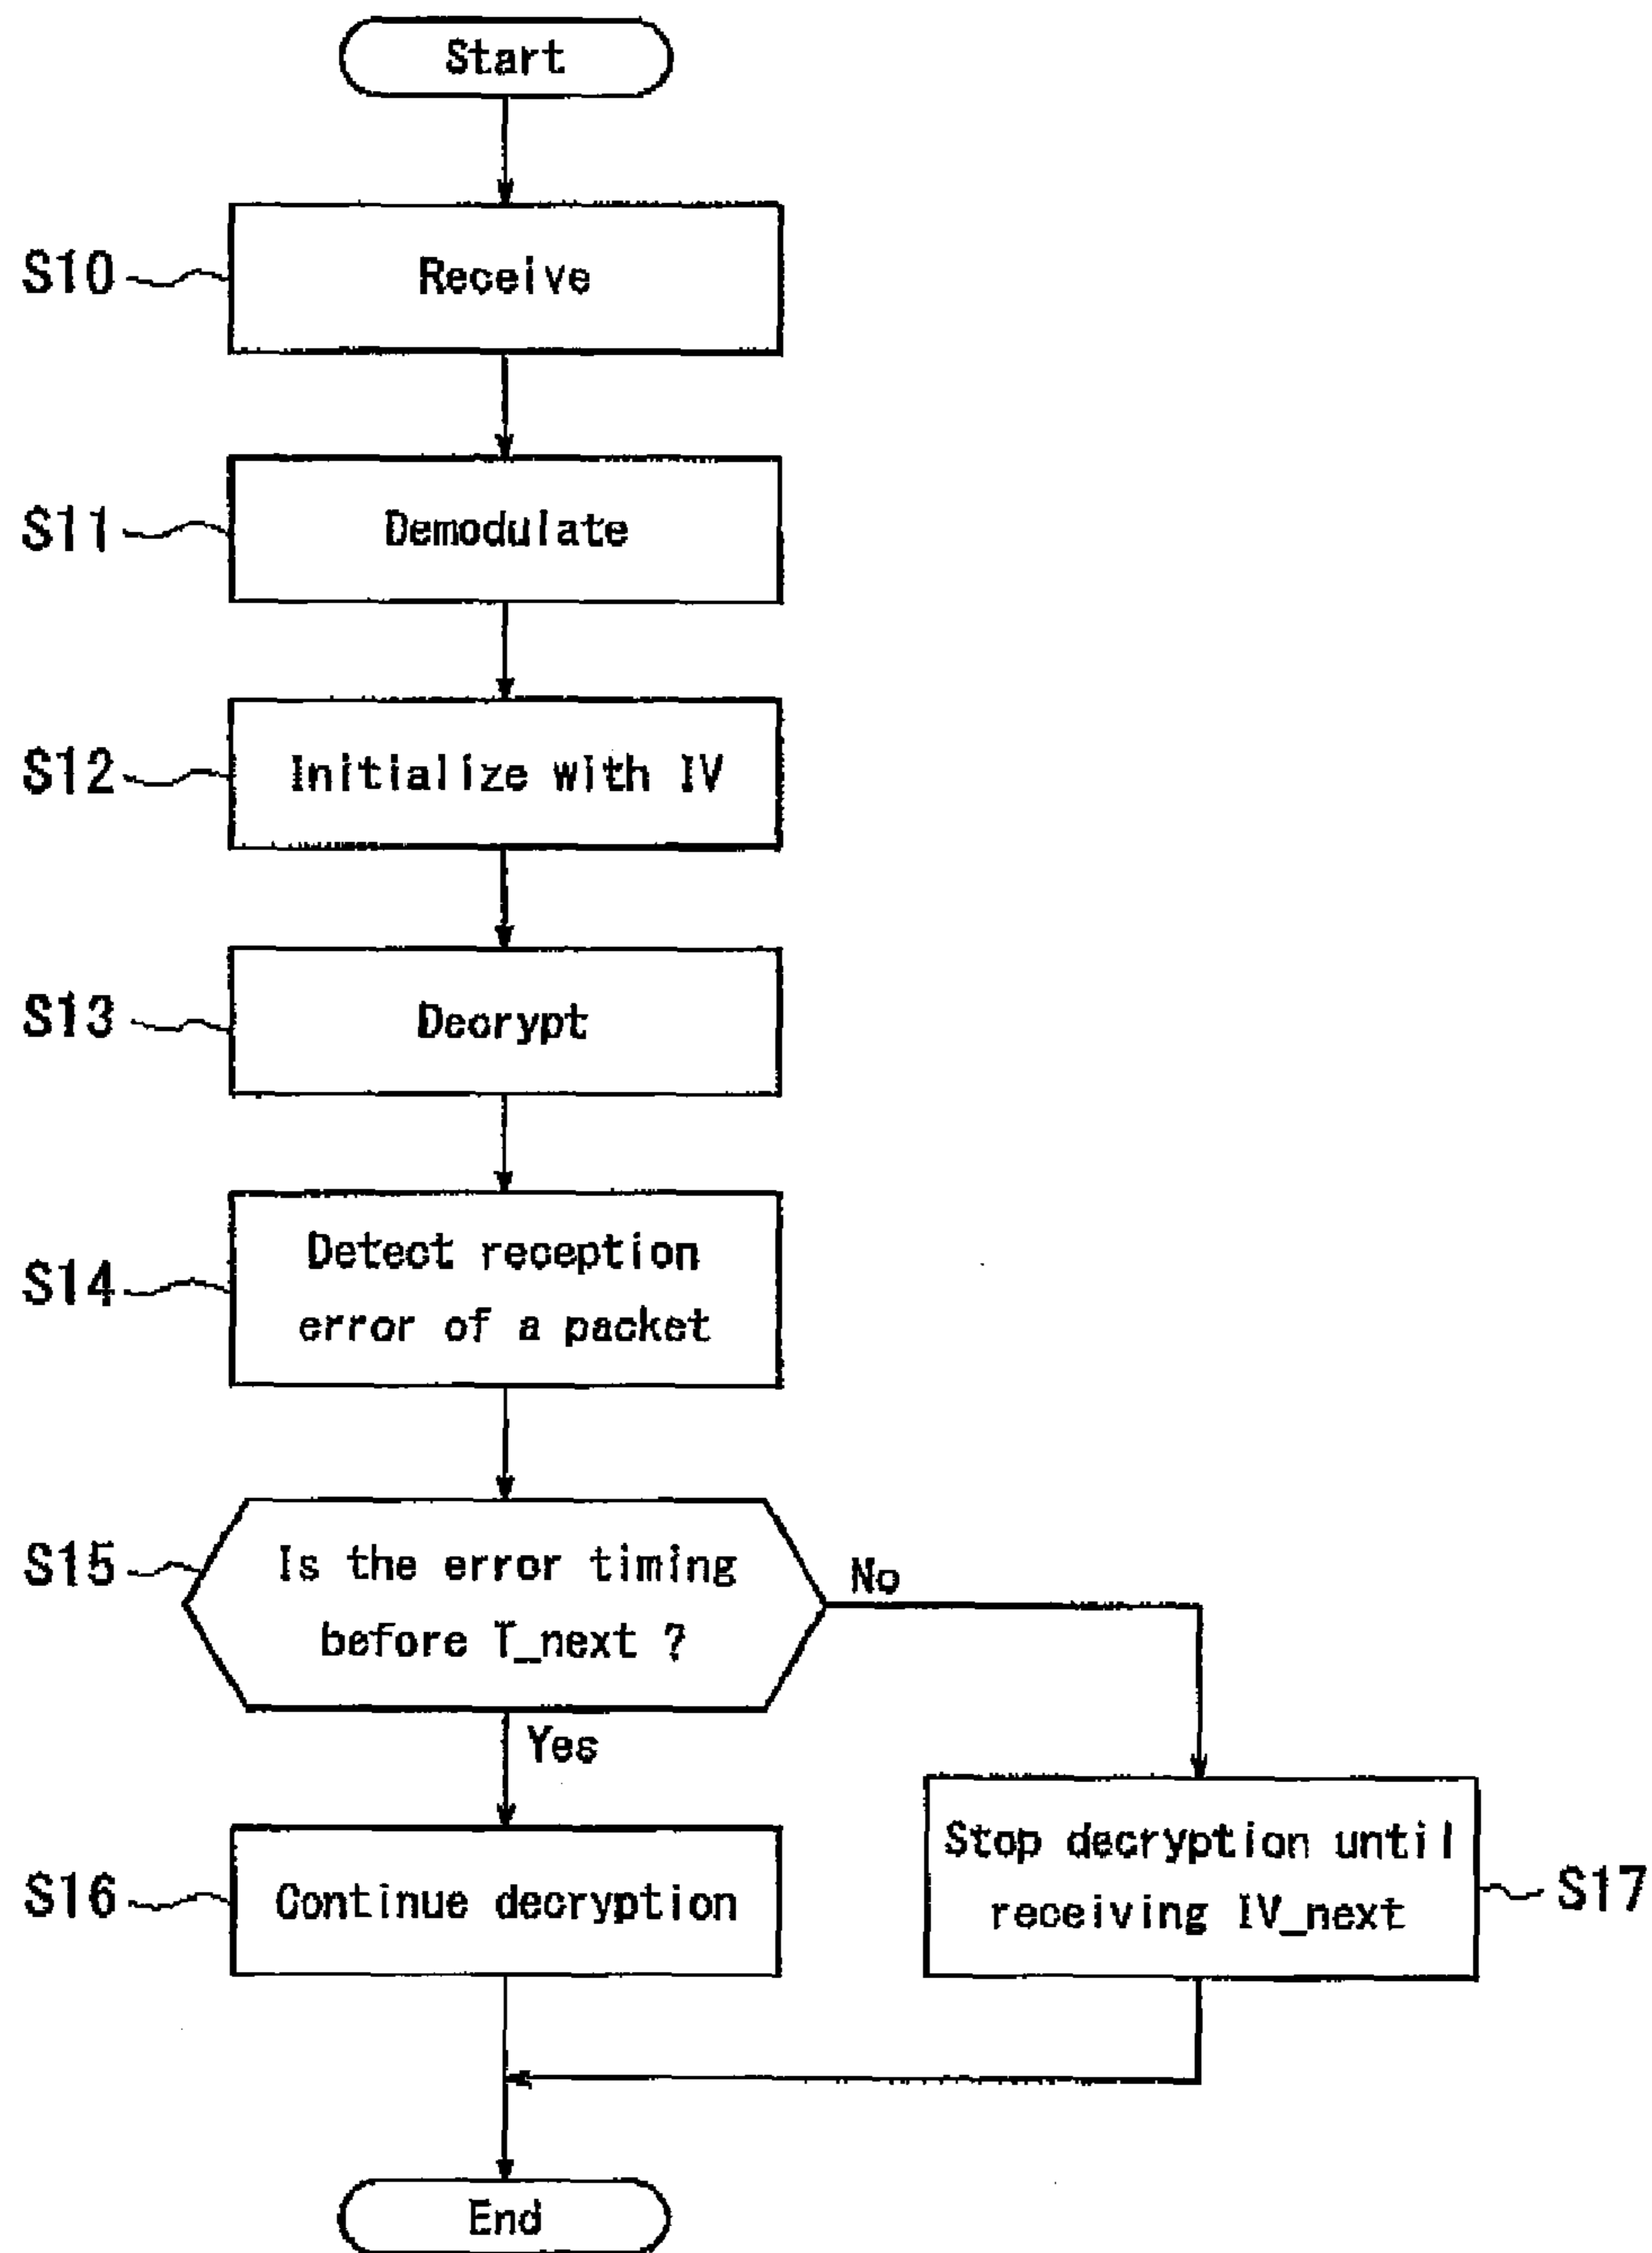 Start
S10
Receive
S11
Demodulate
S12
Initialize with IV
S13
Decrypt
S14
Detect reception
error of a packet
S15
Is the error timing
before T_next ?
No
Yes
S16
Continue decryption
Stop decryption until
receiving IV_next
S17
End